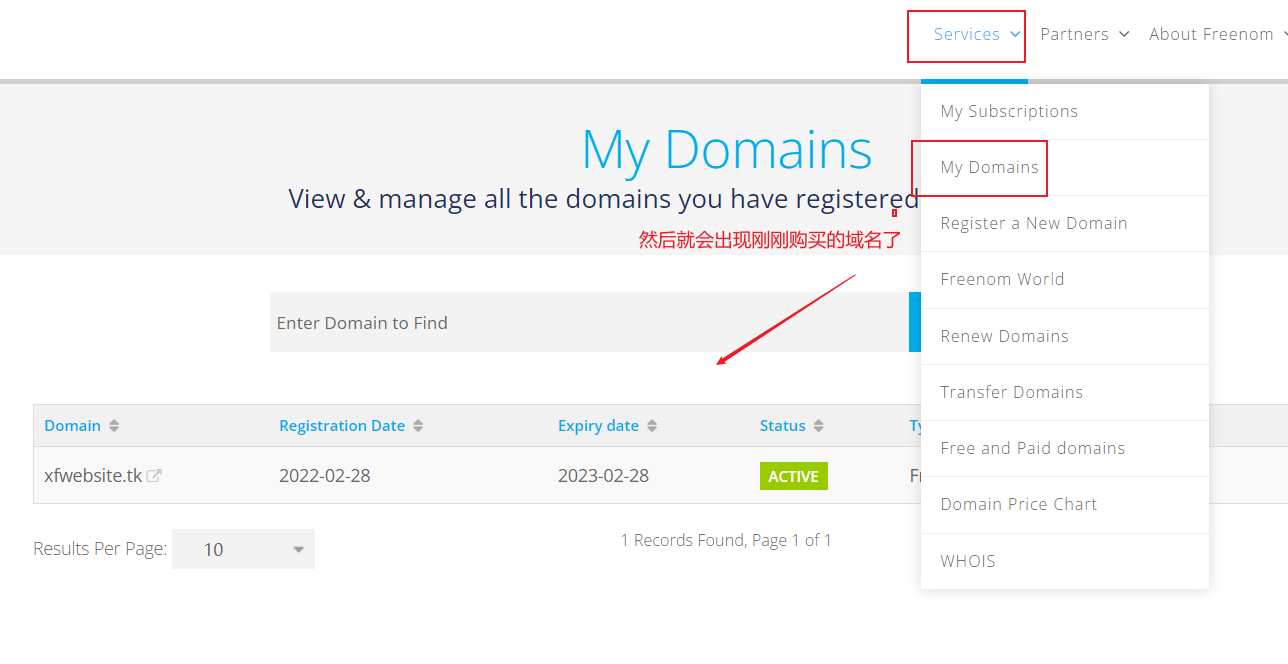 Services Partners About Freenom
My Subscriptions
My Domains
Register a New Domain
Freenom World
Renew Domains
Transfer Domains
Free and Paid domains
Domain Price Chart
WHOIS
My Domains
View & manage all the domains you have registered
然后就会出现刚刚购买的域名了
Enter Domain to Find
Domain Registration Date Expiry date Status
xfwebsite.tk 2022-02-28 2023-02-28 ACTIVE
Results Per Page: 10
1 Records Found, Page 1 of 1